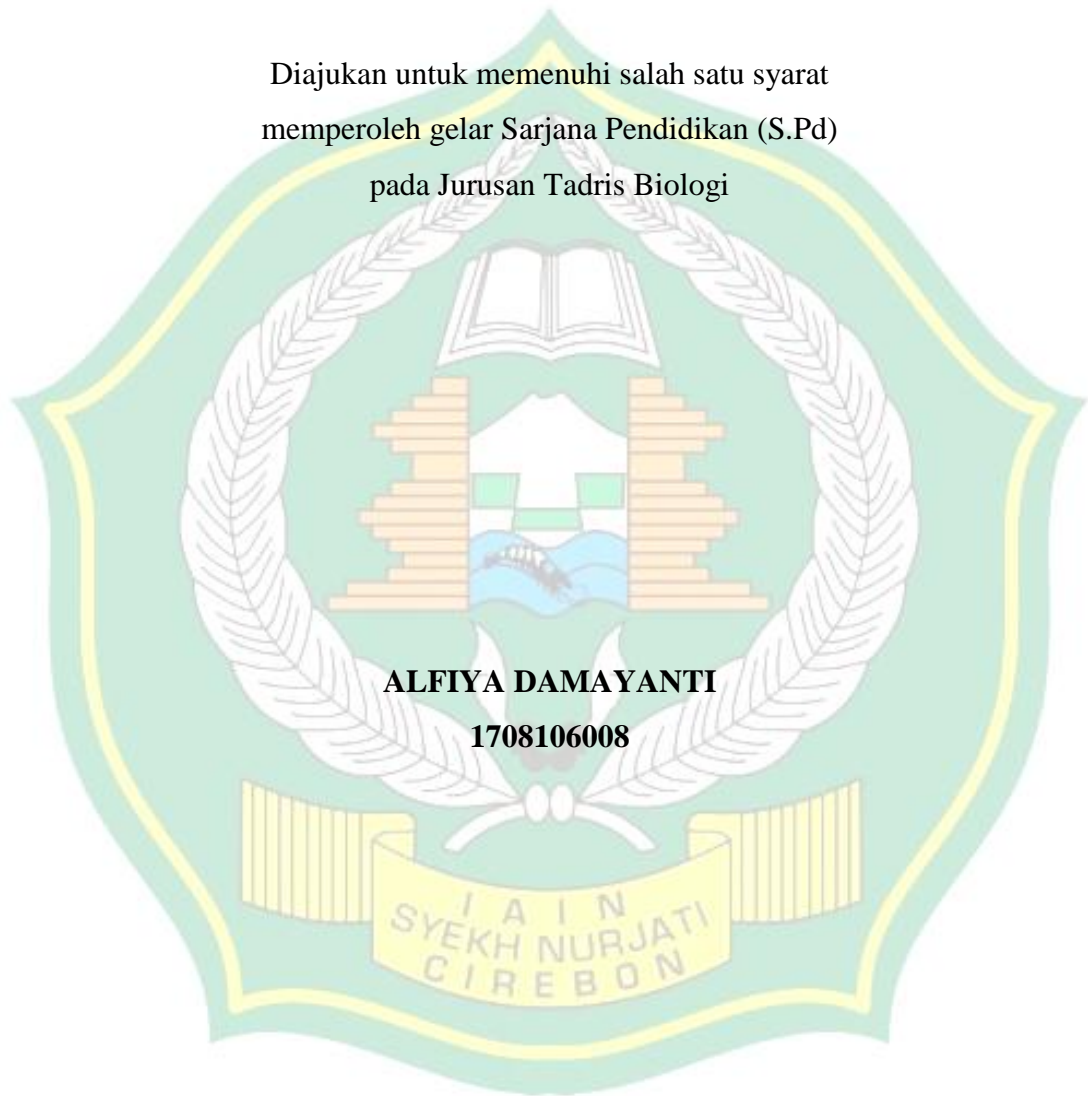 Diajukan untuk memenuhi salah satu syarat
memperoleh gelar Sarjana Pendidikan (S.Pd)
pada Jurusan Tadris Biologi
ALFIYA DAMAYANTI
1708106008
IAIN
SYEKH NURJATI
CIREBON